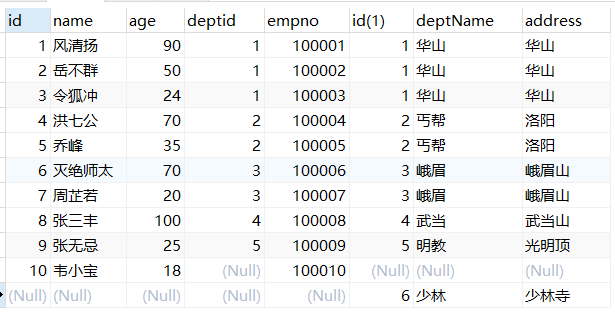 id name age deptid empno id(1) deptName address
1 风清扬 90 1 100001 1 华山 华山
2 岳不群 50 1 100002 1 华山 华山
3 令狐冲 24 1 100003 1 华山 华山
4 洪七公 70 2 100004 2 丐帮 洛阳
5 乔峰 35 2 100005 2 丐帮 洛阳
6 灭绝师太 70 3 100006 3 峨眉 峨眉山
7 周芷若 20 3 100007 3 峨眉 峨眉山
8 张三丰 100 4 100008 4 武当 武当山
9 张无忌 25 5 100009 5 明教 光明顶
10 韦小宝 18 (Null) 100010 (Null) (Null) (Null)
(Null) (Null) (Null) (Null) (Null) 6 少林 少林寺